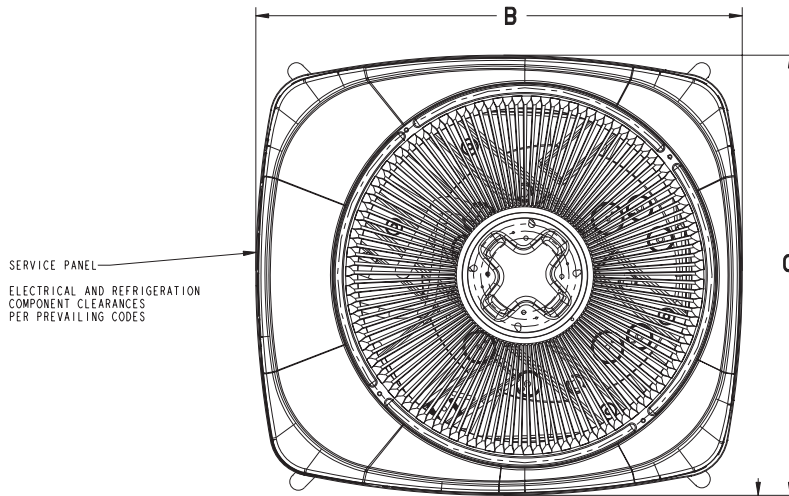 B
C
SERVICE PANEL
ELECTRICAL AND REFRIGERATION
COMPONENT CLEARANCES
PER PREVAILING CODES